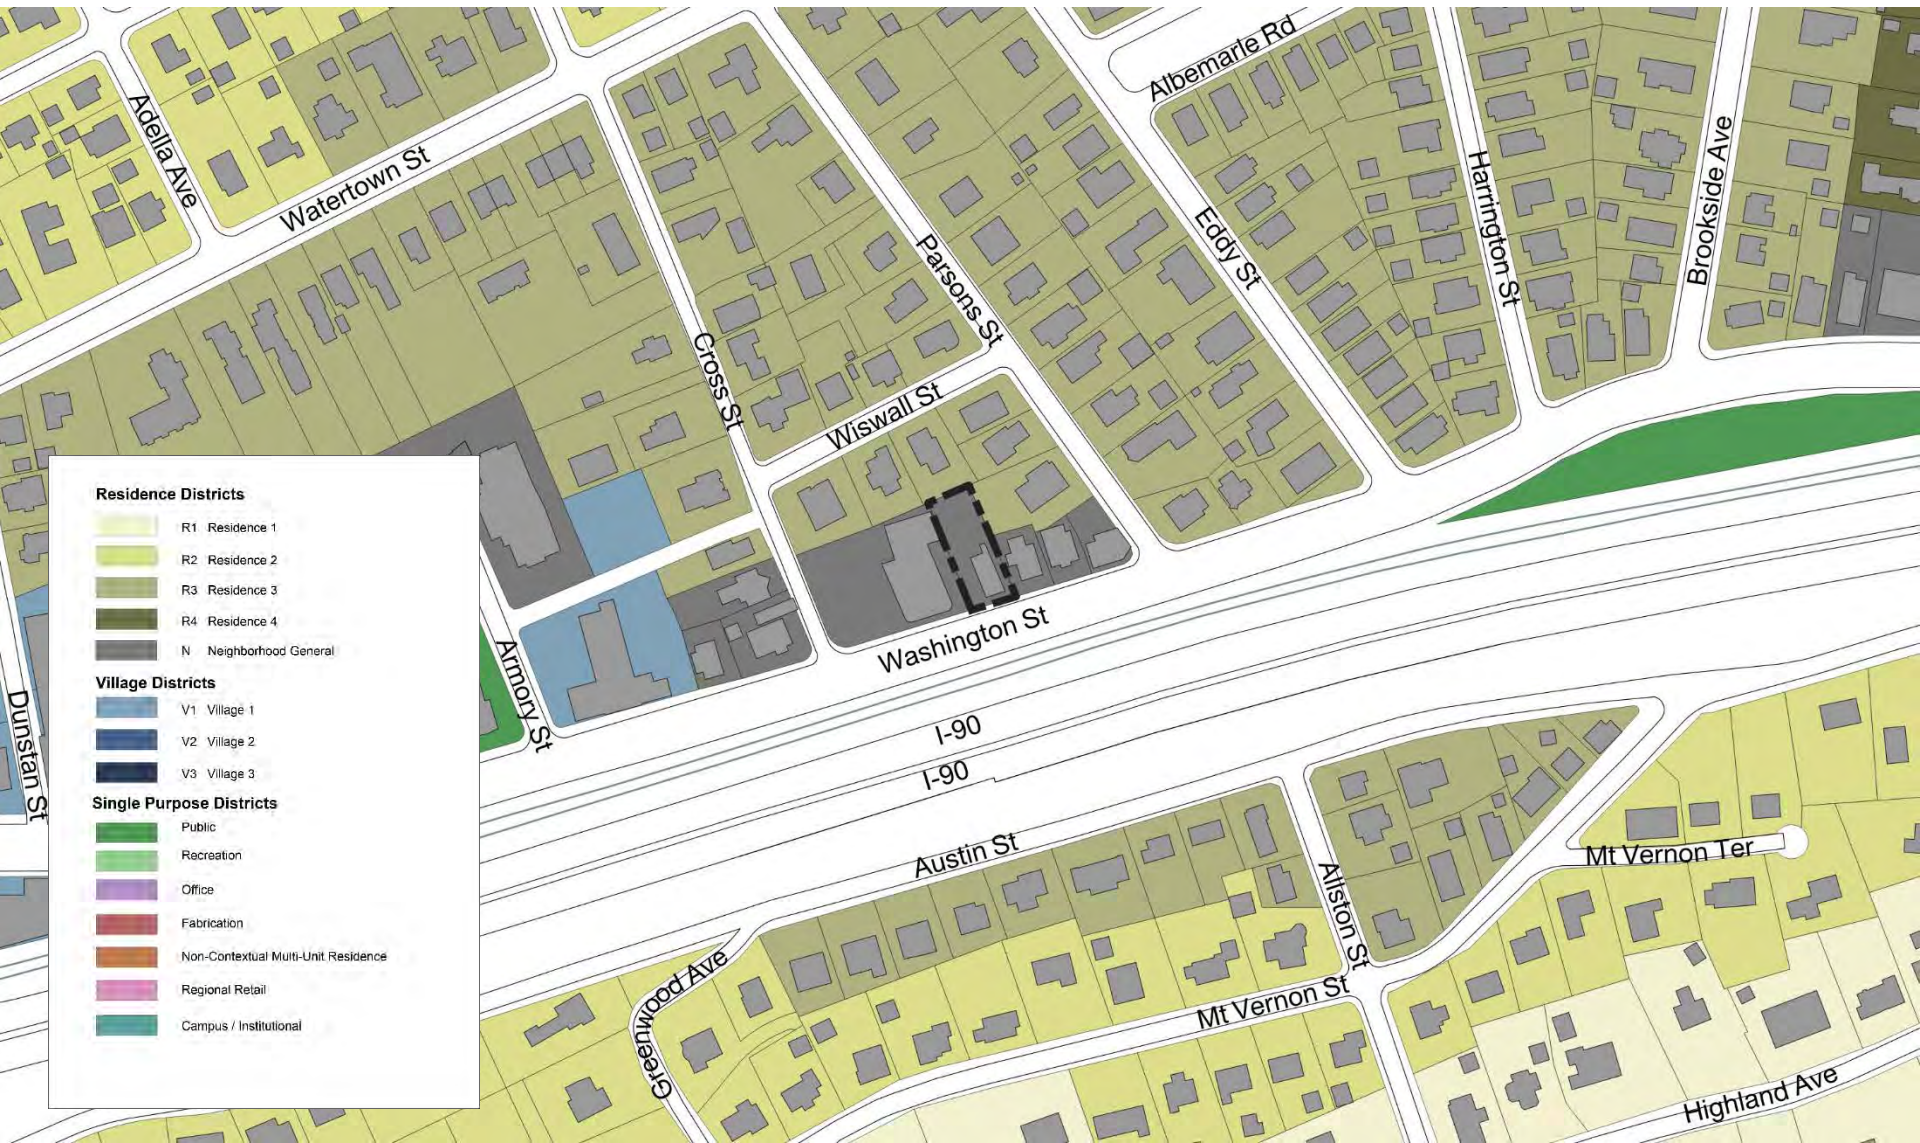 Albemarle Rd
Adella Ave
Watertown St
Harrington St
Brookside Ave
Eddy St
Parsons St
Cross St
Wiswall St
Residence Districts
R1 Residence 1
R2 Residence 2
R3 Residence 3
R4 Residence 4
N Neighborhood General
Village Districts
V1 Village 1
V2 Village 2
V3 Village 3
Single Purpose Districts
Public
Recreation
Office
Fabrication
Non-Contextual Multi-Unit Residence
Regional Retail
Campus / Institutional
Dunstan St
Armory St
Washington St
I-90
I-90
Austin St
Allston St
Mt Vernon Ter
Greenwood Ave
Mt Vernon St
Highland Ave